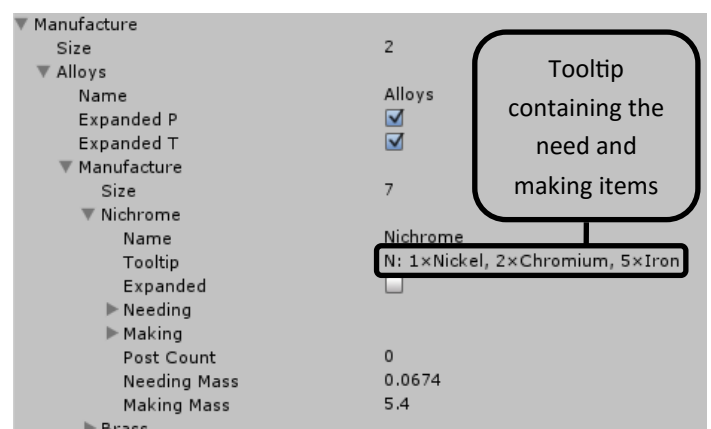 Manufacture
Size 2
Alloys
Name Alloys
Expanded P
Expanded T
Manufacture
Size 7
Nichrome
Name Nichrome
Tooltip N: 1×Nickel, 2×Chromium, 5×Iron
Expanded
Needing
Making
Post Count 0
Needing Mass 0.0674
Making Mass 5.4
Brass
Tooltip
containing the
need and
making items